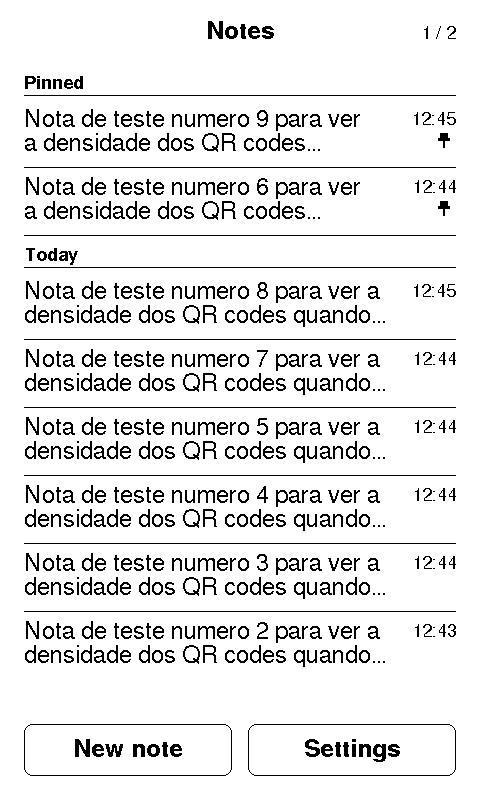 Notes
1 / 2
Pinned
Nota de teste numero 9 para ver
12:45
a densidade dos QR codes...
Nota de teste numero 6 para ver
12:44
a densidade dos QR codes...
Today
Nota de teste numero 8 para ver a
12:45
densidade dos QR codes quando...
Nota de teste numero 7 para ver a
12:44
densidade dos QR codes quando...
Nota de teste numero 5 para ver a
12:44
densidade dos QR codes quando...
Nota de teste numero 4 para ver a
12:44
densidade dos QR codes quando...
Nota de teste numero 3 para ver a
12:44
densidade dos QR codes quando...
Nota de teste numero 2 para ver a
12:43
densidade dos QR codes quando...
New note
Settings